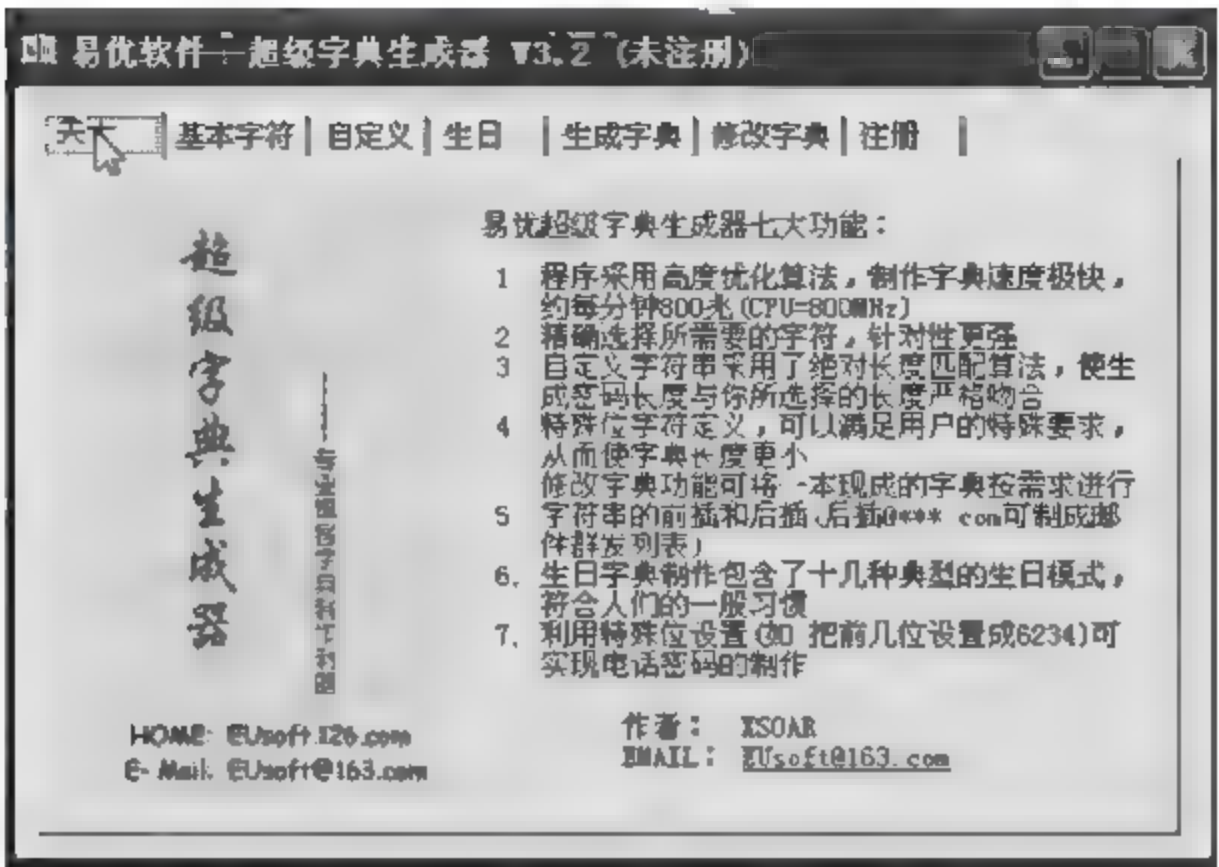 易优软件－超级字典生成器 V3.2 (未注册)
基本字符 自定义 生日 生成字典 修改字典 注册
超级字典生成器
易优超级字典生成器七大功能：
1 程序采用高度优化算法，制作字典速度极快，
约每分钟800兆(CPU=800MHz)
2 精确选择所需要的字符，针对性更强
3 自定义字符串采用了绝对长度匹配算法，使生
成密码长度与你所选择的长度严格吻合
4 特殊位字符定义，可以满足用户的特殊要求，
从而使字典长度更小
修改字典功能可将一本现成的字典按需求进行
5 字符串的前插和后插(后插@*** com可制成邮
件群发列表)
6. 生日字典制作包含了十几种典型的生日模式，
符合人们的一般习惯
7. 利用特殊位设置(如 把前几位设置成6234)可
实现电话密码的制作
HOME: EUsoft.126.com
E-Mail: EUsoft@163.com
作者： XSOAR
EMAIL： EUsoft@163.com